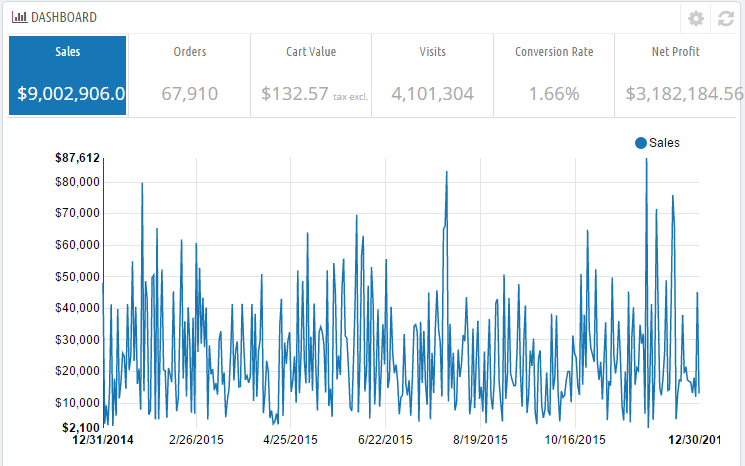 DASHBOARD
Sales Orders Cart Value Visits Conversion Rate Net Profit
$9,002,906.0 67,910 $132.57 tax excl. 4,101,304 1.66% $3,182,184.56
Sales
$87,612
$80,000
$70,000
$60,000
$50,000
$40,000
$30,000
$20,000
$10,000
$2,100
12/31/2014 2/26/2015 4/25/2015 6/22/2015 8/19/2015 10/16/2015 12/30/201